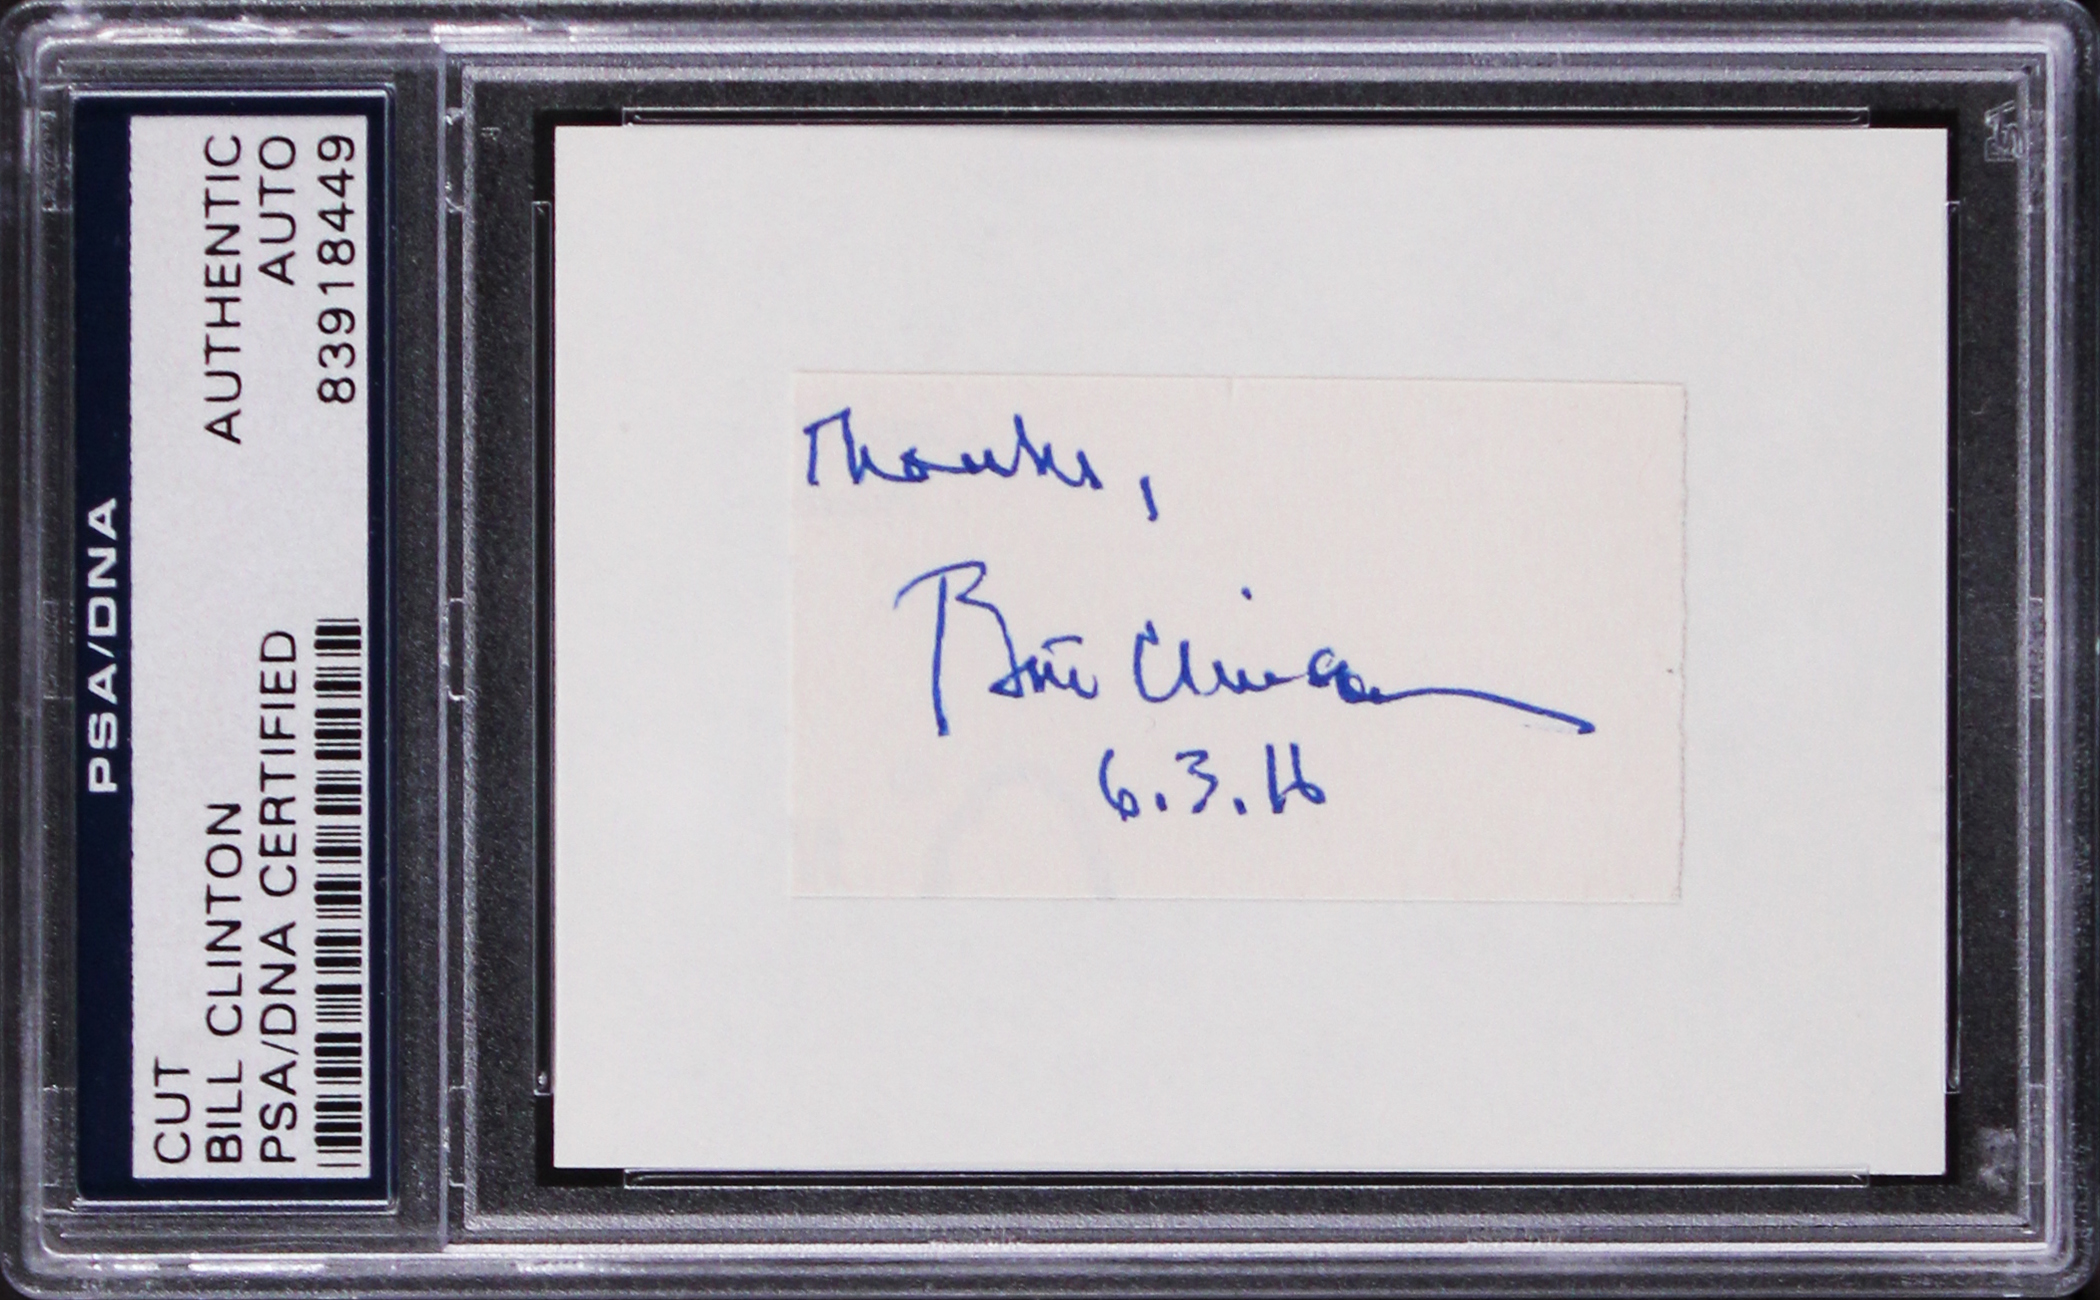 PSA/DNA
CUT
BILL CLINTON
AUTHENTIC
PSA/DNA CERTIFIED
AUTO
83918449
Thanks,
Bill Clinton
6.3.16